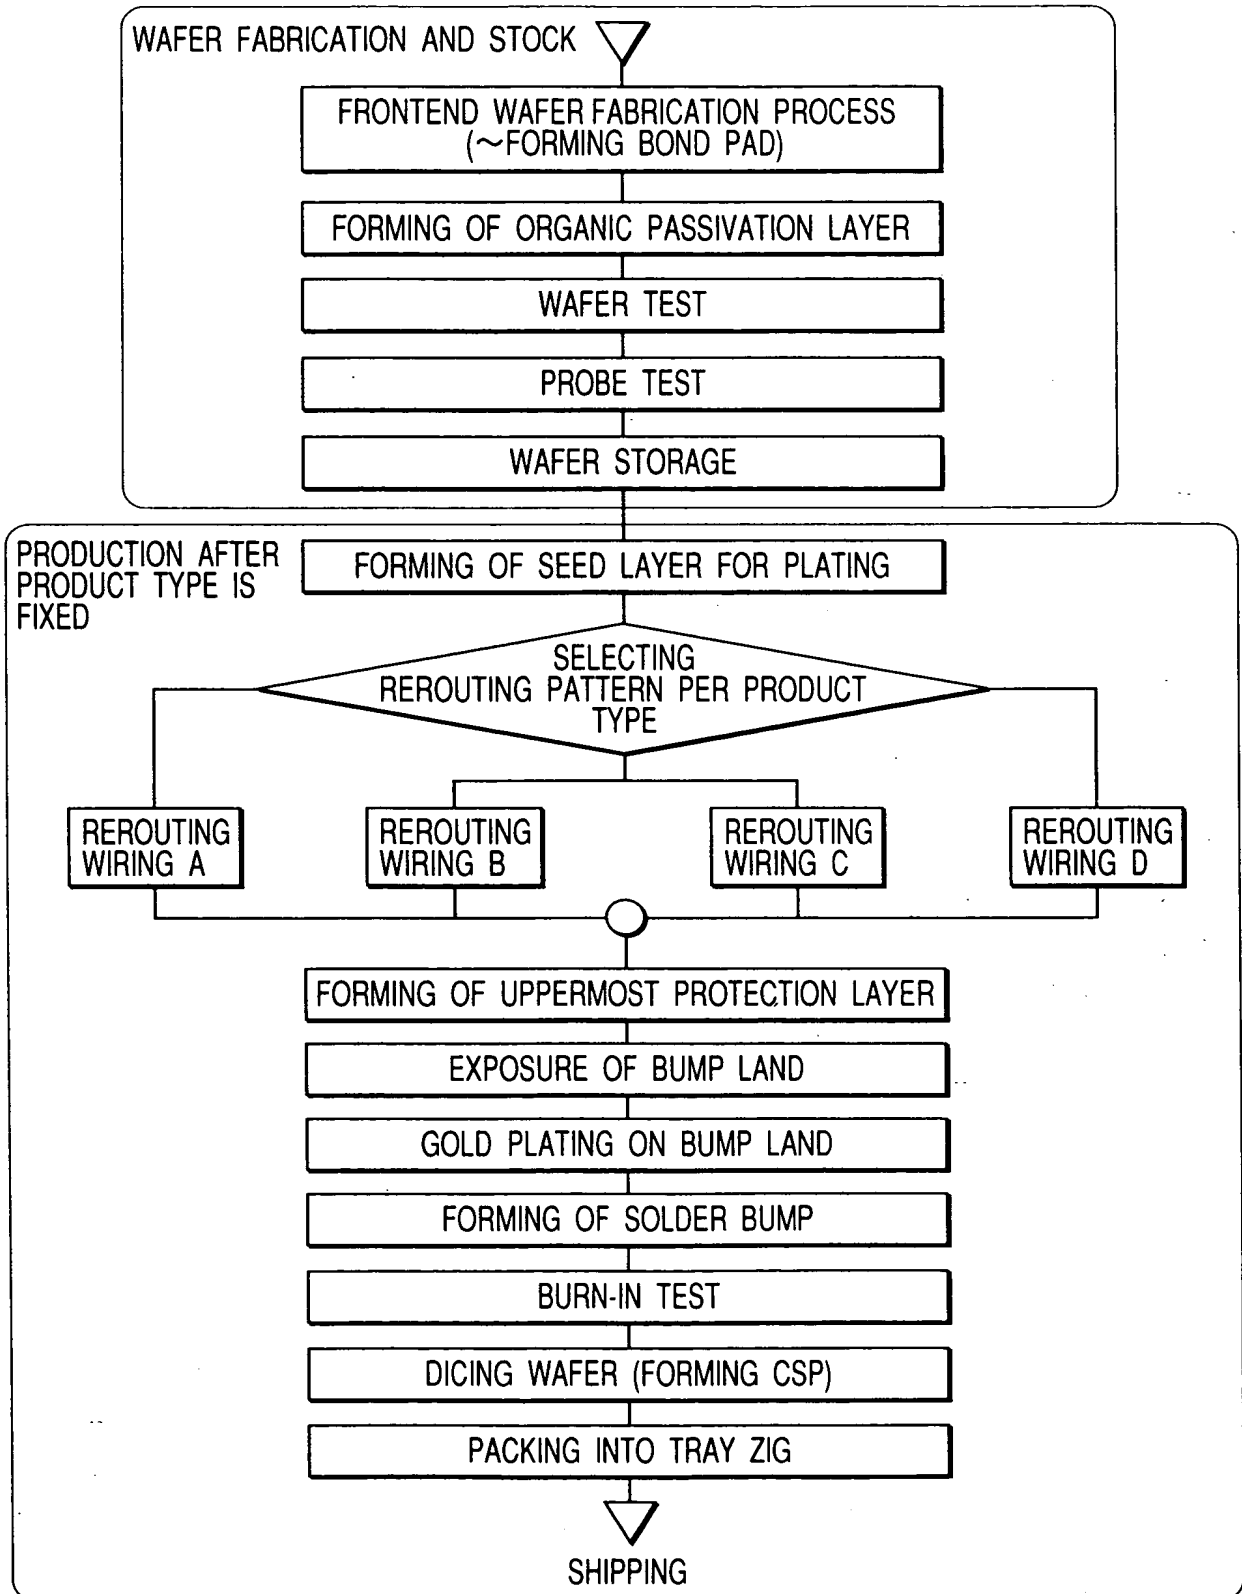 WAFER FABRICATION AND STOCK
FRONTEND WAFER FABRICATION PROCESS
(~FORMING BOND PAD)
FORMING OF ORGANIC PASSIVATION LAYER
WAFER TEST
PROBE TEST
WAFER STORAGE
PRODUCTION AFTER
PRODUCT TYPE IS
FIXED
FORMING OF SEED LAYER FOR PLATING
SELECTING
REROUTING PATTERN PER PRODUCT
TYPE
REROUTING
WIRING A
REROUTING
WIRING B
REROUTING
WIRING C
REROUTING
WIRING D
FORMING OF UPPERMOST PROTECTION LAYER
EXPOSURE OF BUMP LAND
GOLD PLATING ON BUMP LAND
FORMING OF SOLDER BUMP
BURN-IN TEST
DICING WAFER (FORMING CSP)
PACKING INTO TRAY ZIG
SHIPPING